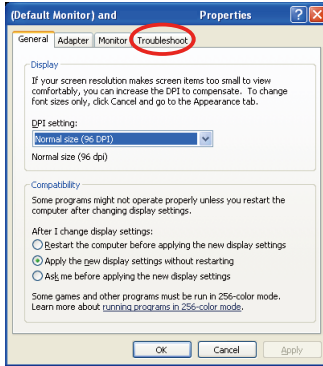 (Default Monitor) and Properties
General Adapter Monitor Troubleshoot
Display
If your screen resolution makes screen items too small to view
comfortably, you can increase the DPI to compensate. To change
font sizes only, click Cancel and go to the Appearance tab.
DPI setting:
Normal size (96 DPI)
Normal size (96 dpi)
Compatibility
Some programs might not operate properly unless you restart the
computer after changing display settings.
After I change display settings:
Restart the computer before applying the new display settings
Apply the new display settings without restarting
Ask me before applying the new display settings
Some games and other programs must be run in 256-color mode.
Learn more about running programs in 256-color mode.
OK Cancel Apply